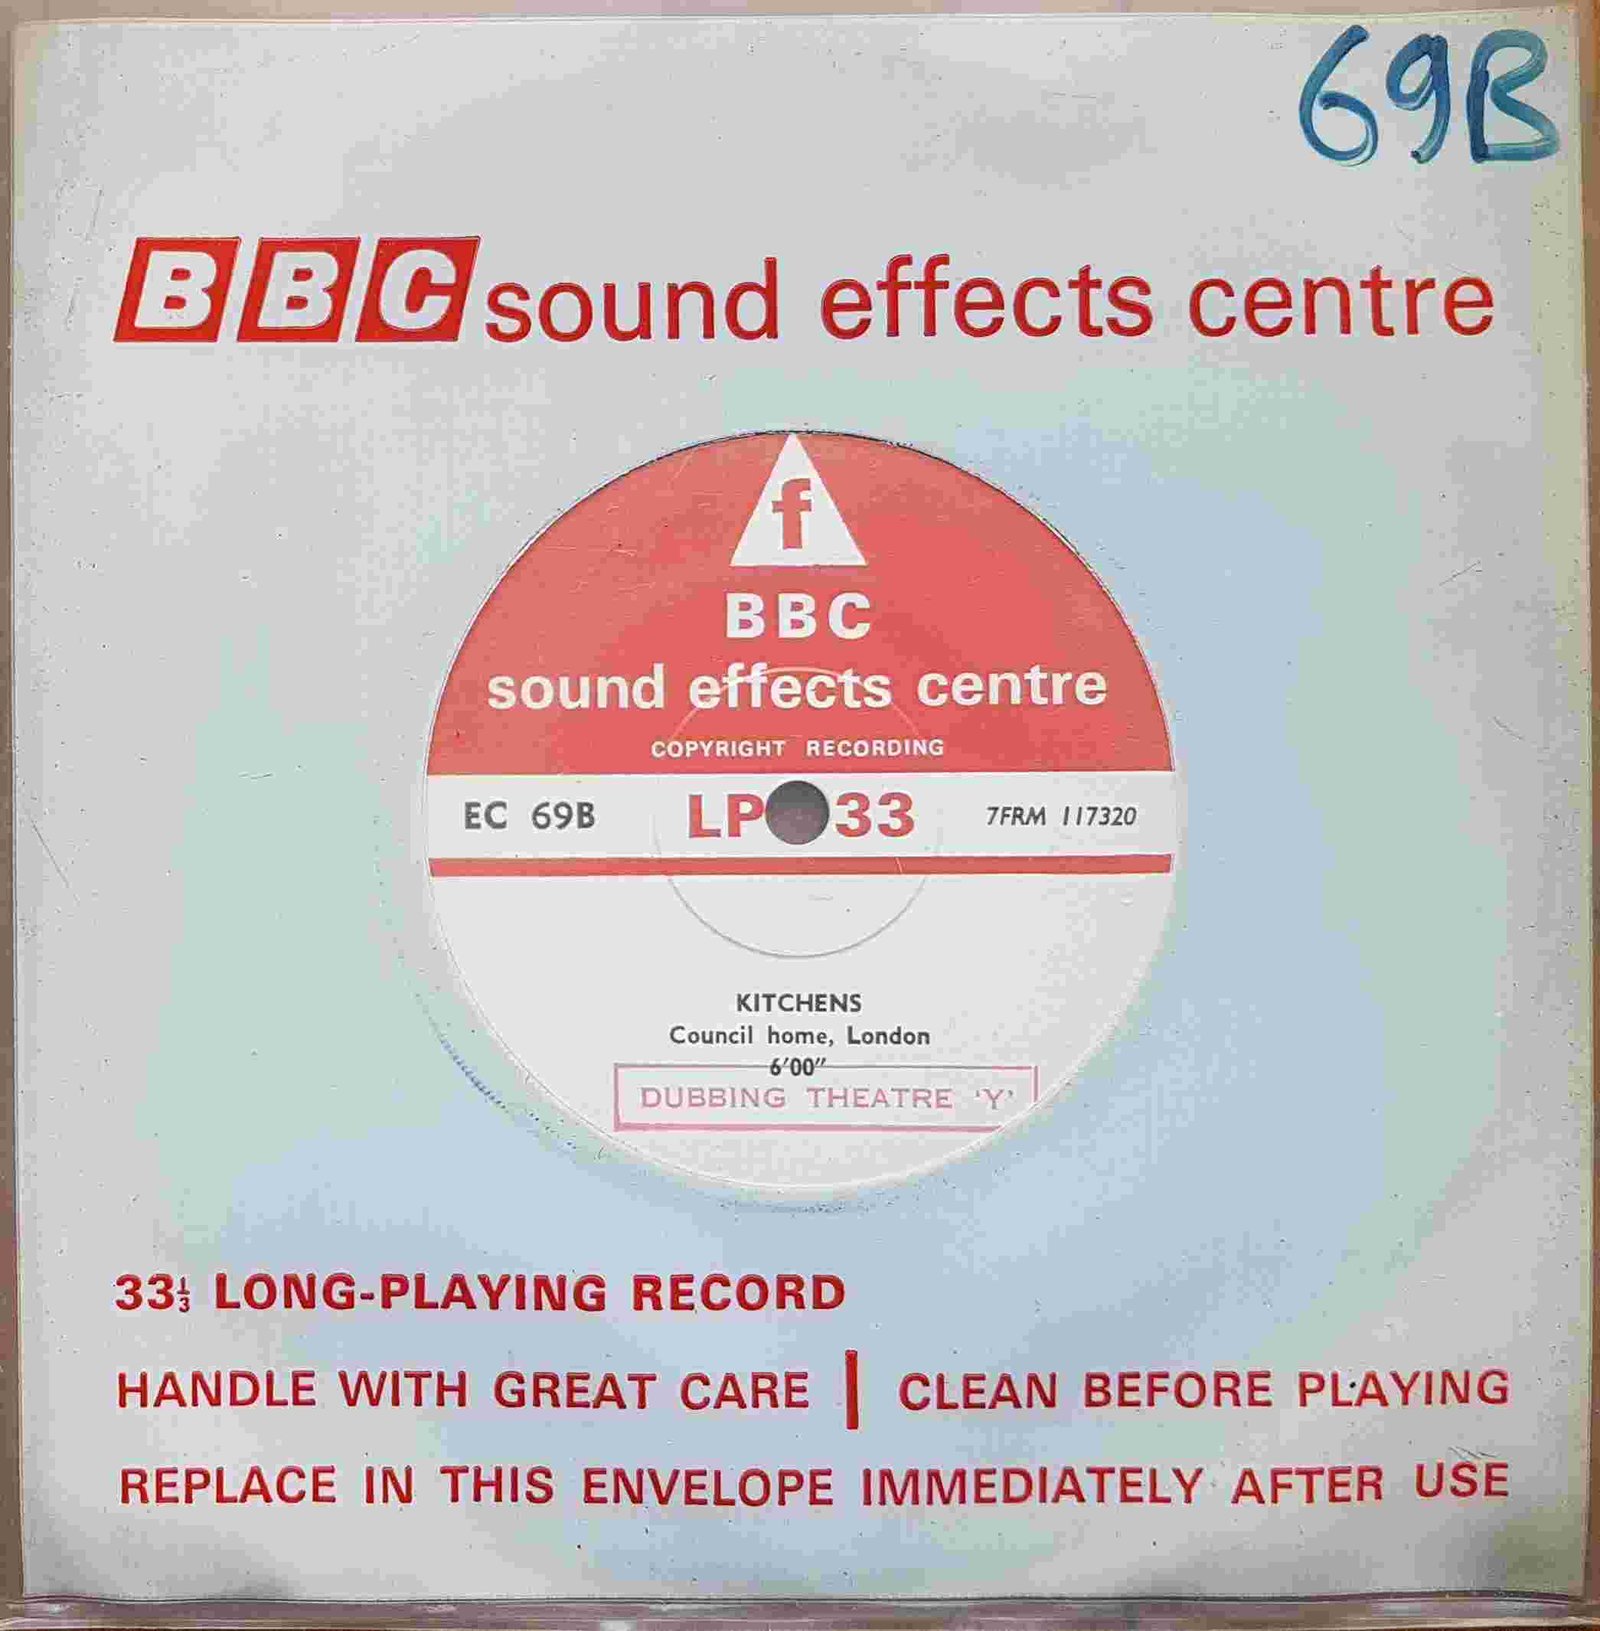 69B
BBC sound effects centre
f
BBC
sound effects centre
COPYRIGHT RECORDING
EC 69B LP 33 7FRM 117320
KITCHENS
Council home, London
6'00"
DUBBING THEATRE 'Y'
33⅓ LONG-PLAYING RECORD
HANDLE WITH GREAT CARE | CLEAN BEFORE PLAYING
REPLACE IN THIS ENVELOPE IMMEDIATELY AFTER USE